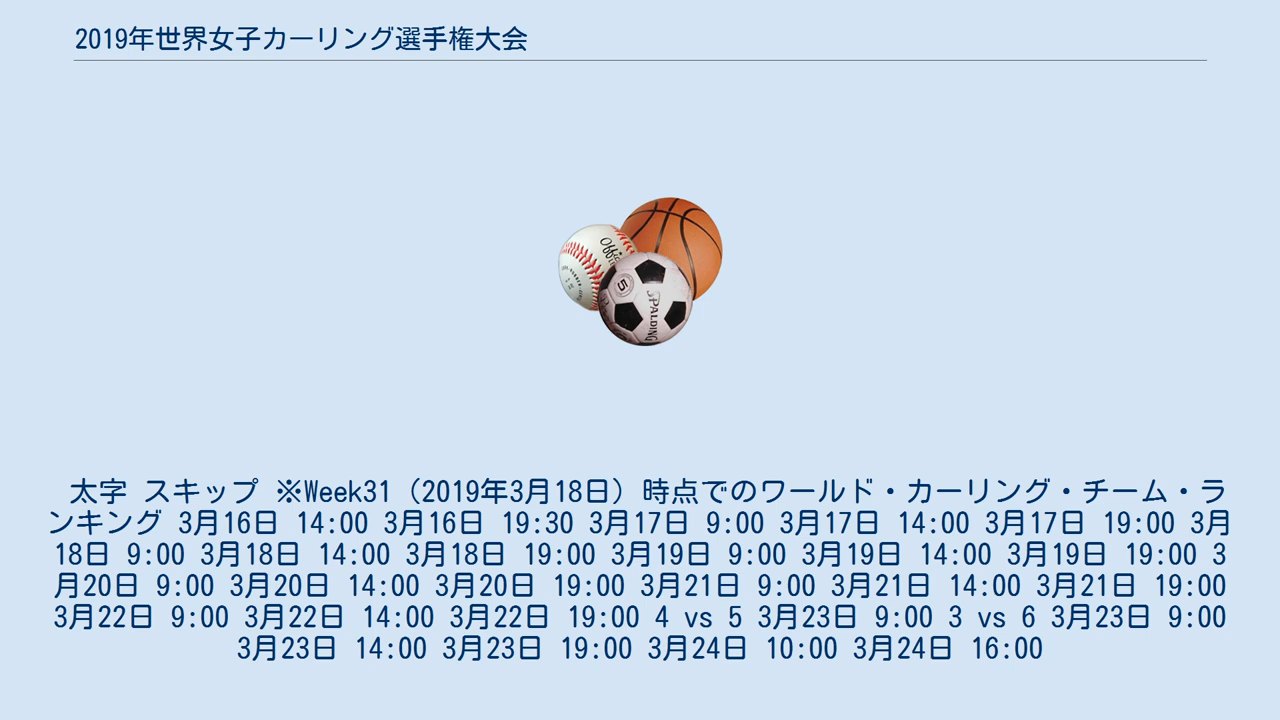 2019年世界女子カーリング選手権大会
Offici
5
SPALDING
太字 スキップ ※Week31（2019年3月18日）時点でのワールド・カーリング・チーム・ラ
ンキング 3月16日 14:00 3月16日 19:30 3月17日 9:00 3月17日 14:00 3月17日 19:00 3月
18日 9:00 3月18日 14:00 3月18日 19:00 3月19日 9:00 3月19日 14:00 3月19日 19:00 3
月20日 9:00 3月20日 14:00 3月20日 19:00 3月21日 9:00 3月21日 14:00 3月21日 19:00
3月22日 9:00 3月22日 14:00 3月22日 19:00 4 vs 5 3月23日 9:00 3 vs 6 3月23日 9:00
3月23日 14:00 3月23日 19:00 3月24日 10:00 3月24日 16:00